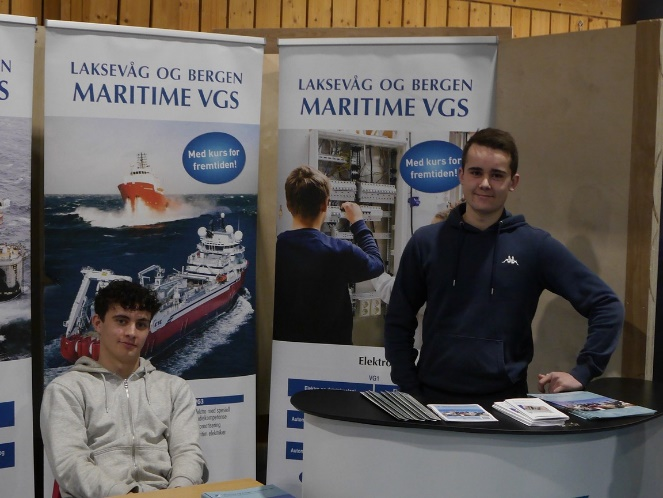 LAKSEVÅG OG BERGEN
MARITIME VGS
Med kurs for
fremtiden!
LAKSEVÅG OG BERGEN
MARITIME VGS
Med kurs for
fremtiden!
Elektro
VG1